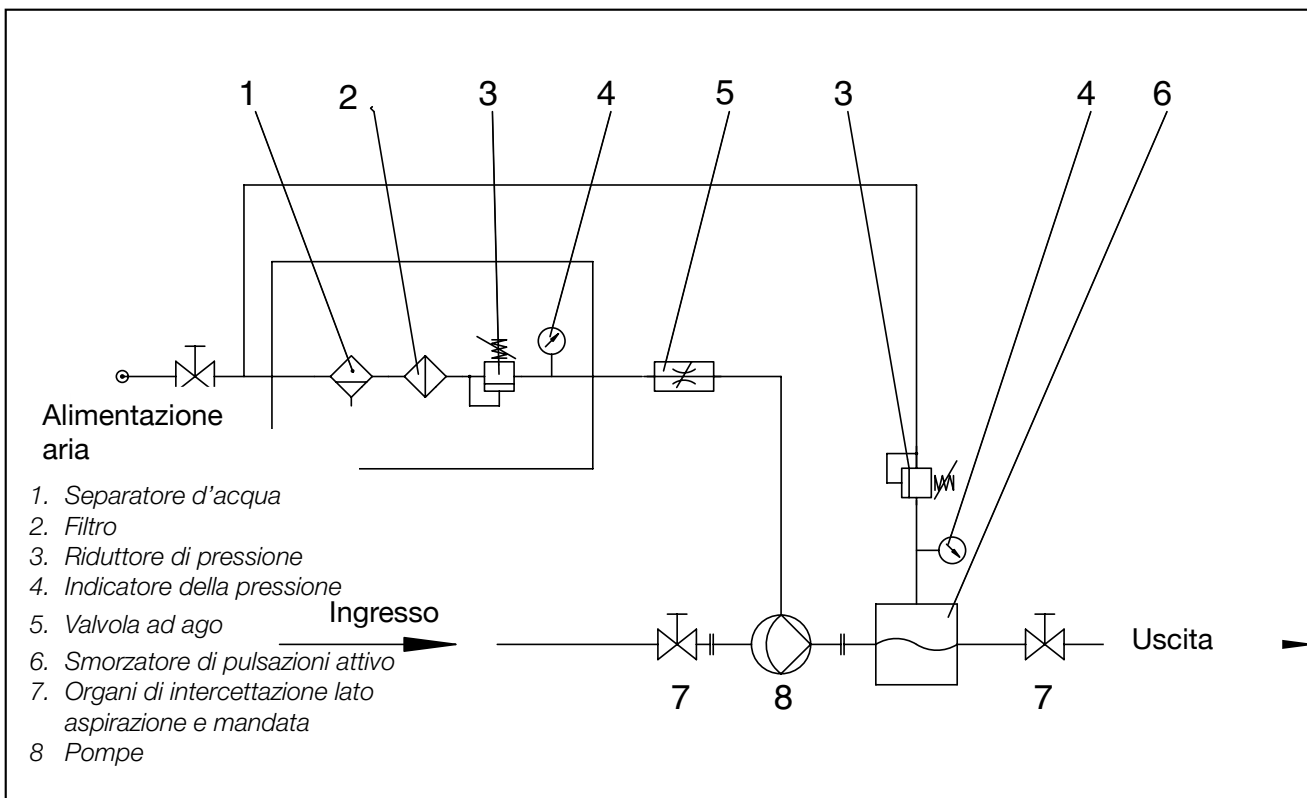 1 2 3 4 5 3 4 6
Alimentazione
aria
1. Separatore d'acqua
2. Filtro
3. Riduttore di pressione
4. Indicatore della pressione
5. Valvola ad ago
6. Smorzatore di pulsazioni attivo
7. Organi di intercettazione lato
aspirazione e mandata
8 Pompe
Ingresso
Uscita
7 8 7